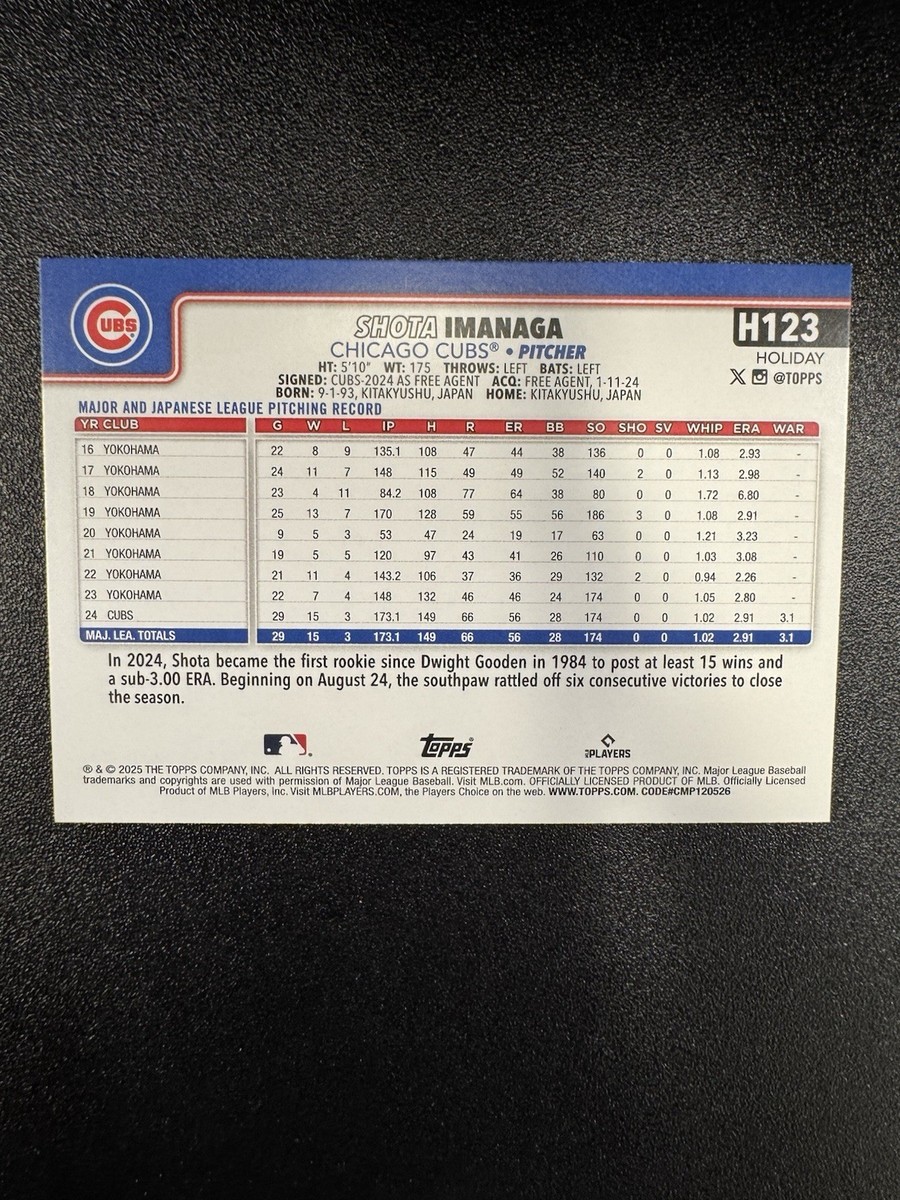 CUBS
SHOTA IMANAGA
H123
CHICAGO CUBS® • PITCHER
HOLIDAY
HT: 5'10" WT: 175 THROWS: LEFT BATS: LEFT
@TOPPS
SIGNED: CUBS-2024 AS FREE AGENT ACQ: FREE AGENT, 1-11-24
BORN: 9-1-93, KITAKYUSHU, JAPAN HOME: KITAKYUSHU, JAPAN
MAJOR AND JAPANESE LEAGUE PITCHING RECORD
YR CLUB G W L IP H R ER BB SO SHO SV WHIP ERA WAR
16 YOKOHAMA 22 8 9 135.1 108 47 44 38 136 0 0 1.08 2.93 -
17 YOKOHAMA 24 11 7 148 115 49 49 52 140 2 0 1.13 2.98 -
18 YOKOHAMA 23 4 11 84.2 108 77 64 38 80 0 0 1.72 6.80 -
19 YOKOHAMA 25 13 7 170 128 59 55 56 186 3 0 1.08 2.91 -
20 YOKOHAMA 9 5 3 53 47 24 19 17 63 0 0 1.21 3.23 -
21 YOKOHAMA 19 5 5 120 97 43 41 26 110 0 0 1.03 3.08 -
22 YOKOHAMA 21 11 4 143.2 106 37 36 29 132 2 0 0.94 2.26 -
23 YOKOHAMA 22 7 4 148 132 46 46 24 174 0 0 1.05 2.80 -
24 CUBS 29 15 3 173.1 149 66 56 28 174 0 0 1.02 2.91 3.1
MAJ. LEA. TOTALS 29 15 3 173.1 149 66 56 28 174 0 0 1.02 2.91 3.1
In 2024, Shota became the first rookie since Dwight Gooden in 1984 to post at least 15 wins and
a sub-3.00 ERA. Beginning on August 24, the southpaw rattled off six consecutive victories to close
the season.
Topps®
MLB PLAYERS
® & © 2025 THE TOPPS COMPANY, INC. ALL RIGHTS RESERVED. TOPPS IS A REGISTERED TRADEMARK OF THE TOPPS COMPANY, INC. Major League Baseball
trademarks and copyrights are used with permission of Major League Baseball. Visit MLB.com. OFFICIALLY LICENSED PRODUCT OF MLB. Officially Licensed
Product of MLB Players, Inc. Visit MLBPLAYERS.COM, the Players Choice on the web. WWW.TOPPS.COM. CODE#CMP120526